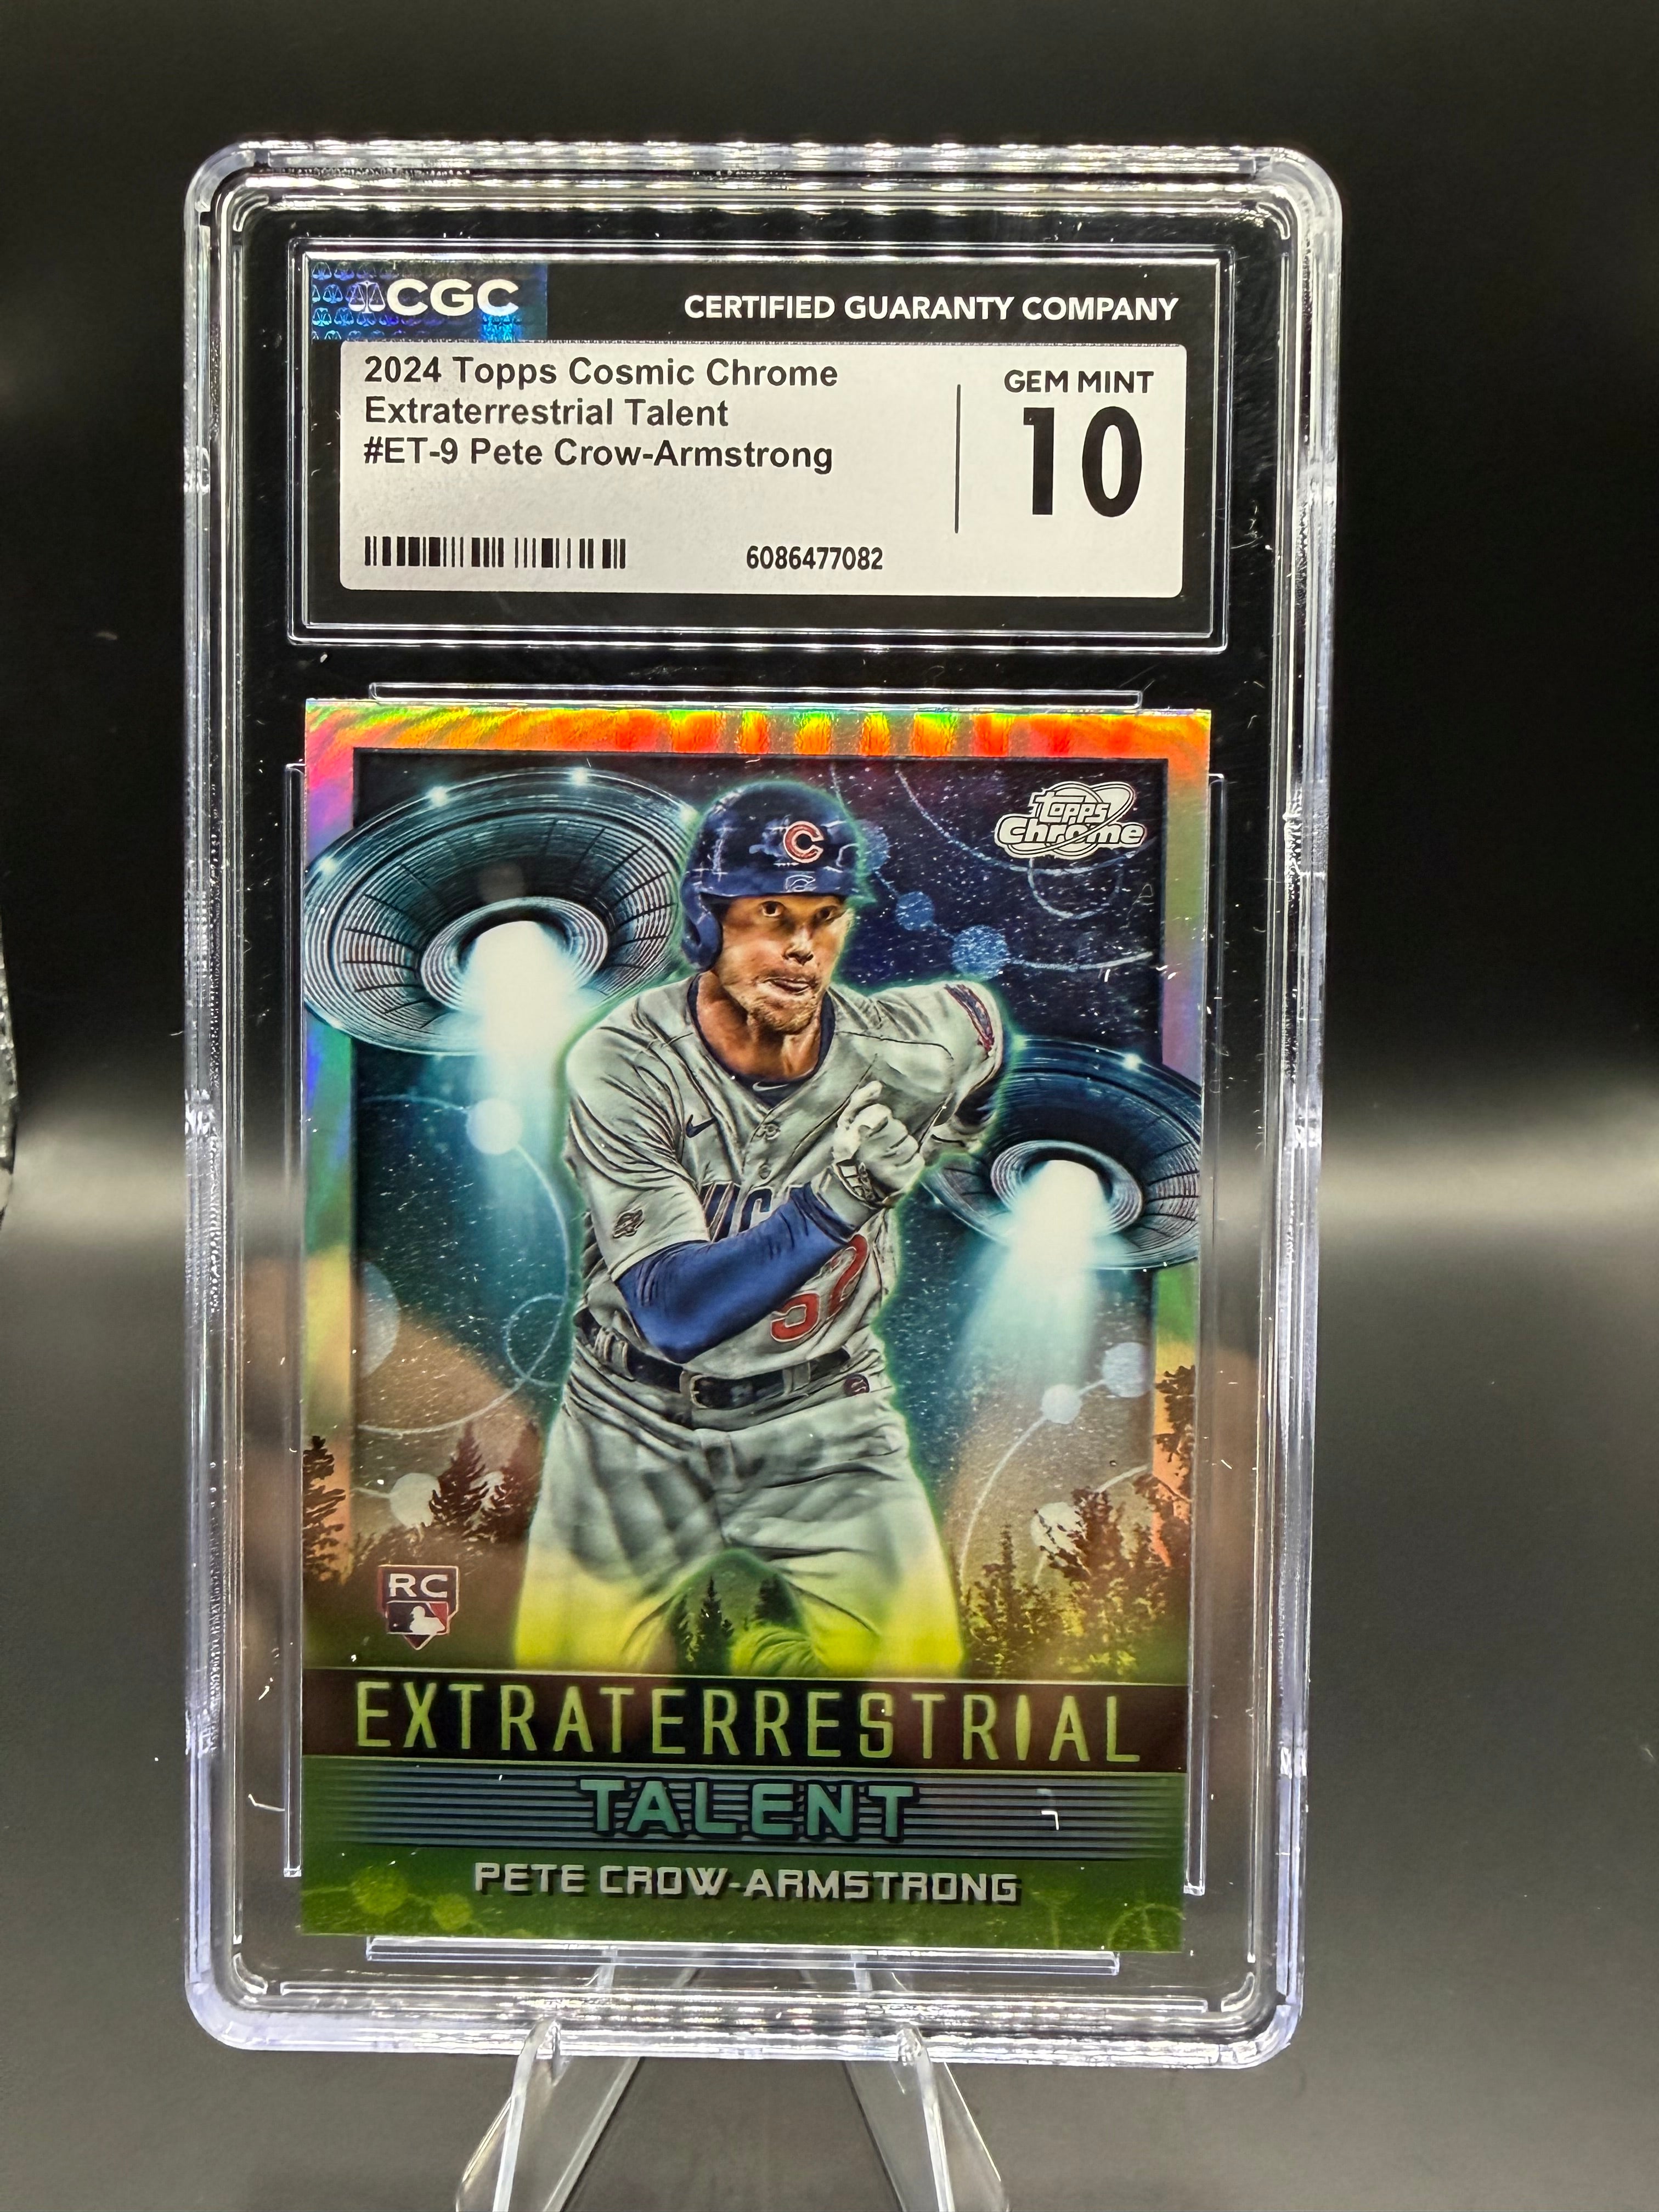 CGC
CERTIFIED GUARANTY COMPANY
2024 Topps Cosmic Chrome
Extraterrestrial Talent
#ET-9 Pete Crow-Armstrong
GEM MINT
10
6086477082
topps
Chrome
C
C
52
RC
EXTRATERRESTRIAL
TALENT
PETE CROW-ARMSTRONG